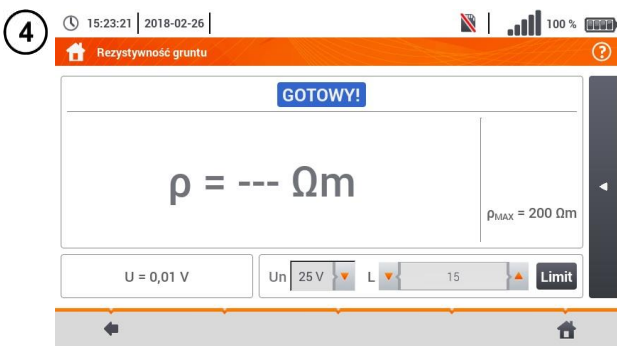 4
15:23:21 2018-02-26 100 %
Rezystywność gruntu ?
GOTOWY!
ρ = --- Ωm
ρMAX = 200 Ωm
U = 0,01 V Un 25 V L 15 Limit